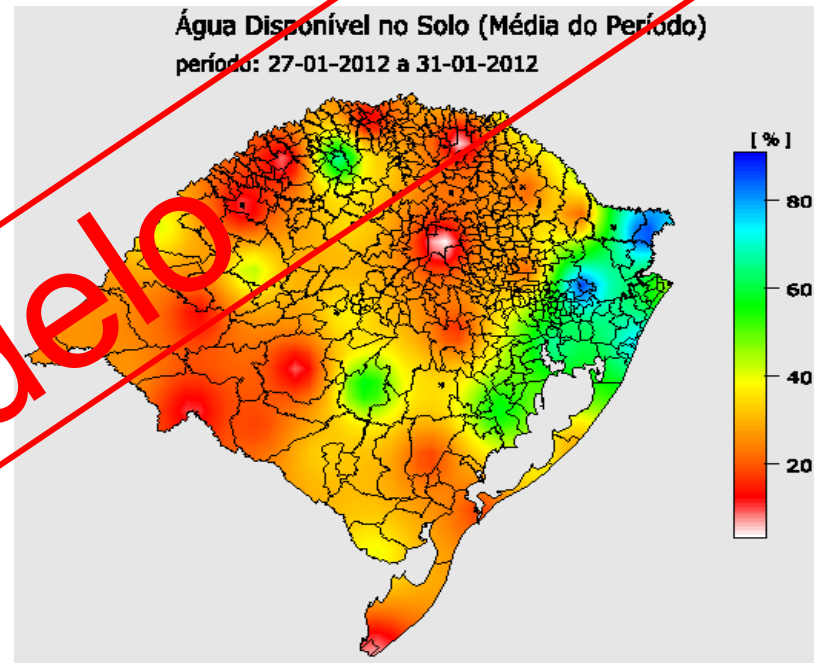 Água Disponível no Solo (Média do Período)
período: 27-01-2012 a 31-01-2012
[ % ]
80
60
40
20
delo